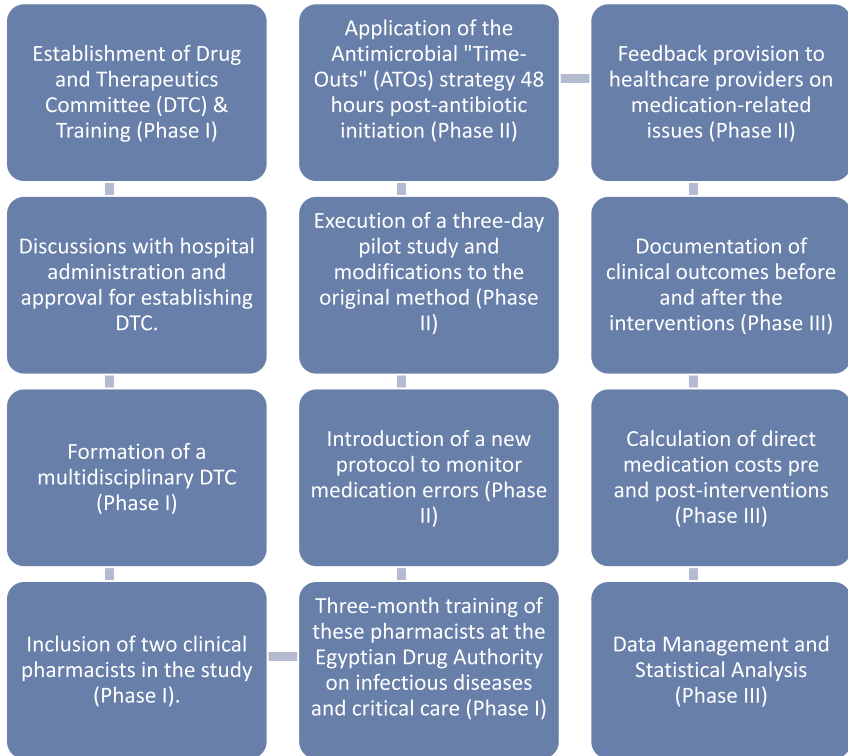 Establishment of Drug
and Therapeutics
Committee (DTC) &
Training (Phase I)
Discussions with hospital
administration and
approval for establishing
DTC.
Formation of a
multidisciplinary DTC
(Phase I)
Inclusion of two clinical
pharmacists in the study
(Phase I).
Three-month training of
these pharmacists at the
Egyptian Drug Authority
on infectious diseases
and critical care (Phase I)
Introduction of a new
protocol to monitor
medication errors (Phase
II)
Execution of a three-day
pilot study and
modifications to the
original method (Phase
II)
Application of the
Antimicrobial "Time-
Outs" (ATOs) strategy 48
hours post-antibiotic
initiation (Phase II)
Feedback provision to
healthcare providers on
medication-related
issues (Phase II)
Documentation of
clinical outcomes before
and after the
interventions (Phase III)
Calculation of direct
medication costs pre
and post-interventions
(Phase III)
Data Management and
Statistical Analysis
(Phase III)